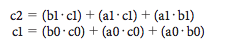 c2 = (b1·c1) + (a1·c1) + (a1·b1)
c1 = (b0·c0) + (a0·c0) + (a0·b0)